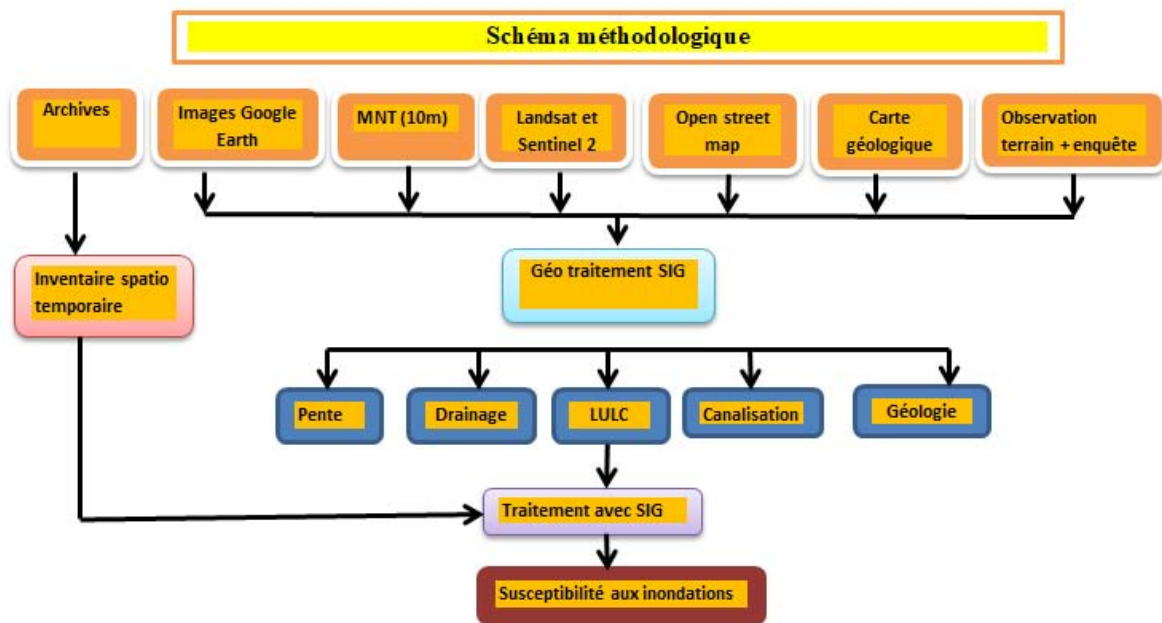 Schéma méthodologique
Archives
Images Google
Earth
MNT (10m)
Landsat et
Sentinel 2
Open street
map
Carte
géologique
Observation
terrain + enquête
Inventaire spatio
temporaire
Géo traitement SIG
Pente
Drainage
LULC
Canalisation
Géologie
Traitement avec SIG
Susceptibilité aux inondations